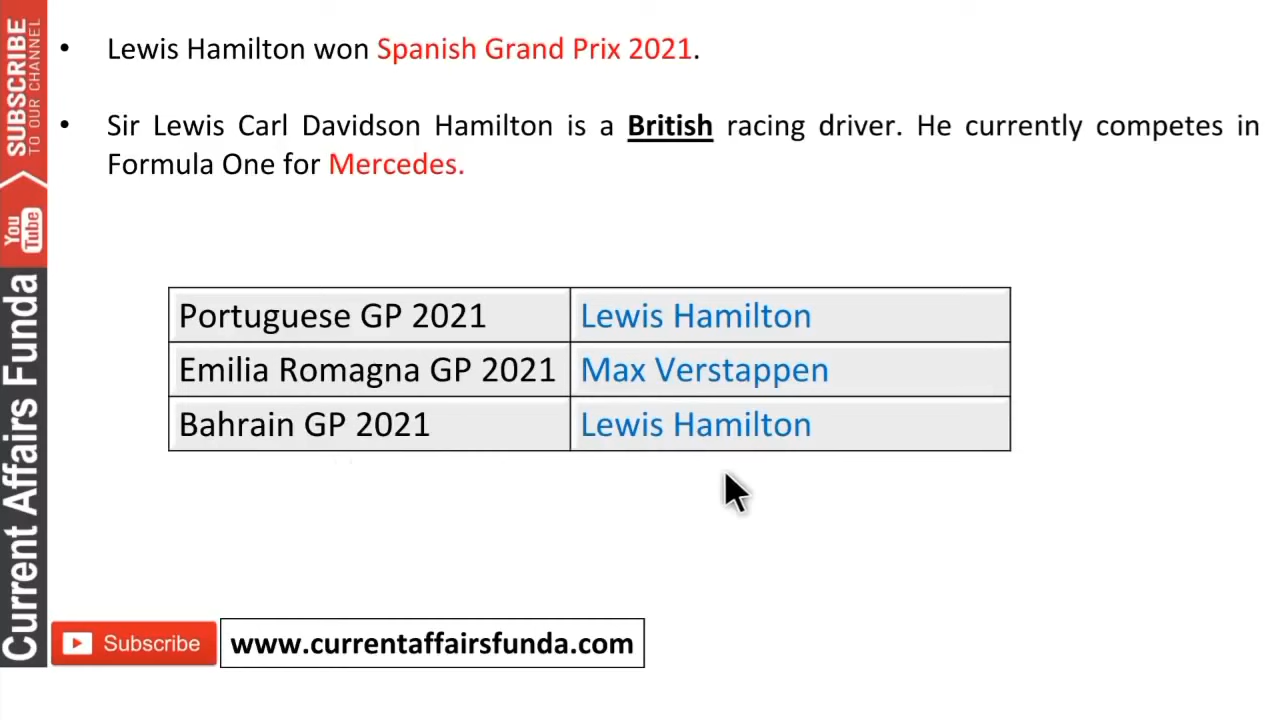 SUBSCRIBE
TO OUR CHANNEL
You
Tube
Current Affairs Funda
• Lewis Hamilton won Spanish Grand Prix 2021.
• Sir Lewis Carl Davidson Hamilton is a British racing driver. He currently competes in
Formula One for Mercedes.
Portuguese GP 2021 Lewis Hamilton
Emilia Romagna GP 2021 Max Verstappen
Bahrain GP 2021 Lewis Hamilton
Subscribe www.currentaffairsfunda.com